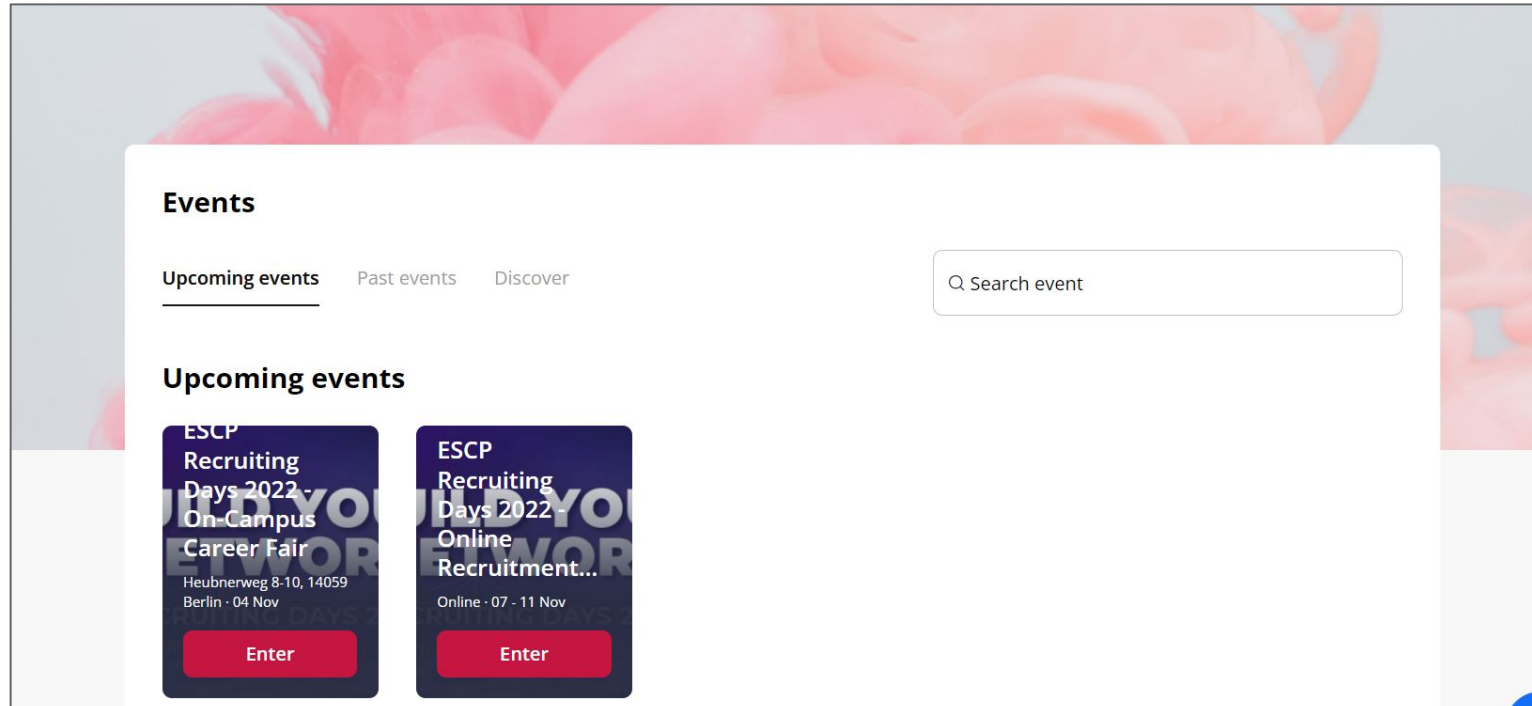 Events
Upcoming events
Past events
Discover
Search event
Upcoming events
ESCP
Recruiting
Days 2022 -
On-Campus
Career Fair
Heubnerweg 8-10, 14059
Berlin · 04 Nov
Enter
ESCP
Recruiting
Days 2022 -
Online
Recruitment...
Online · 07 - 11 Nov
Enter